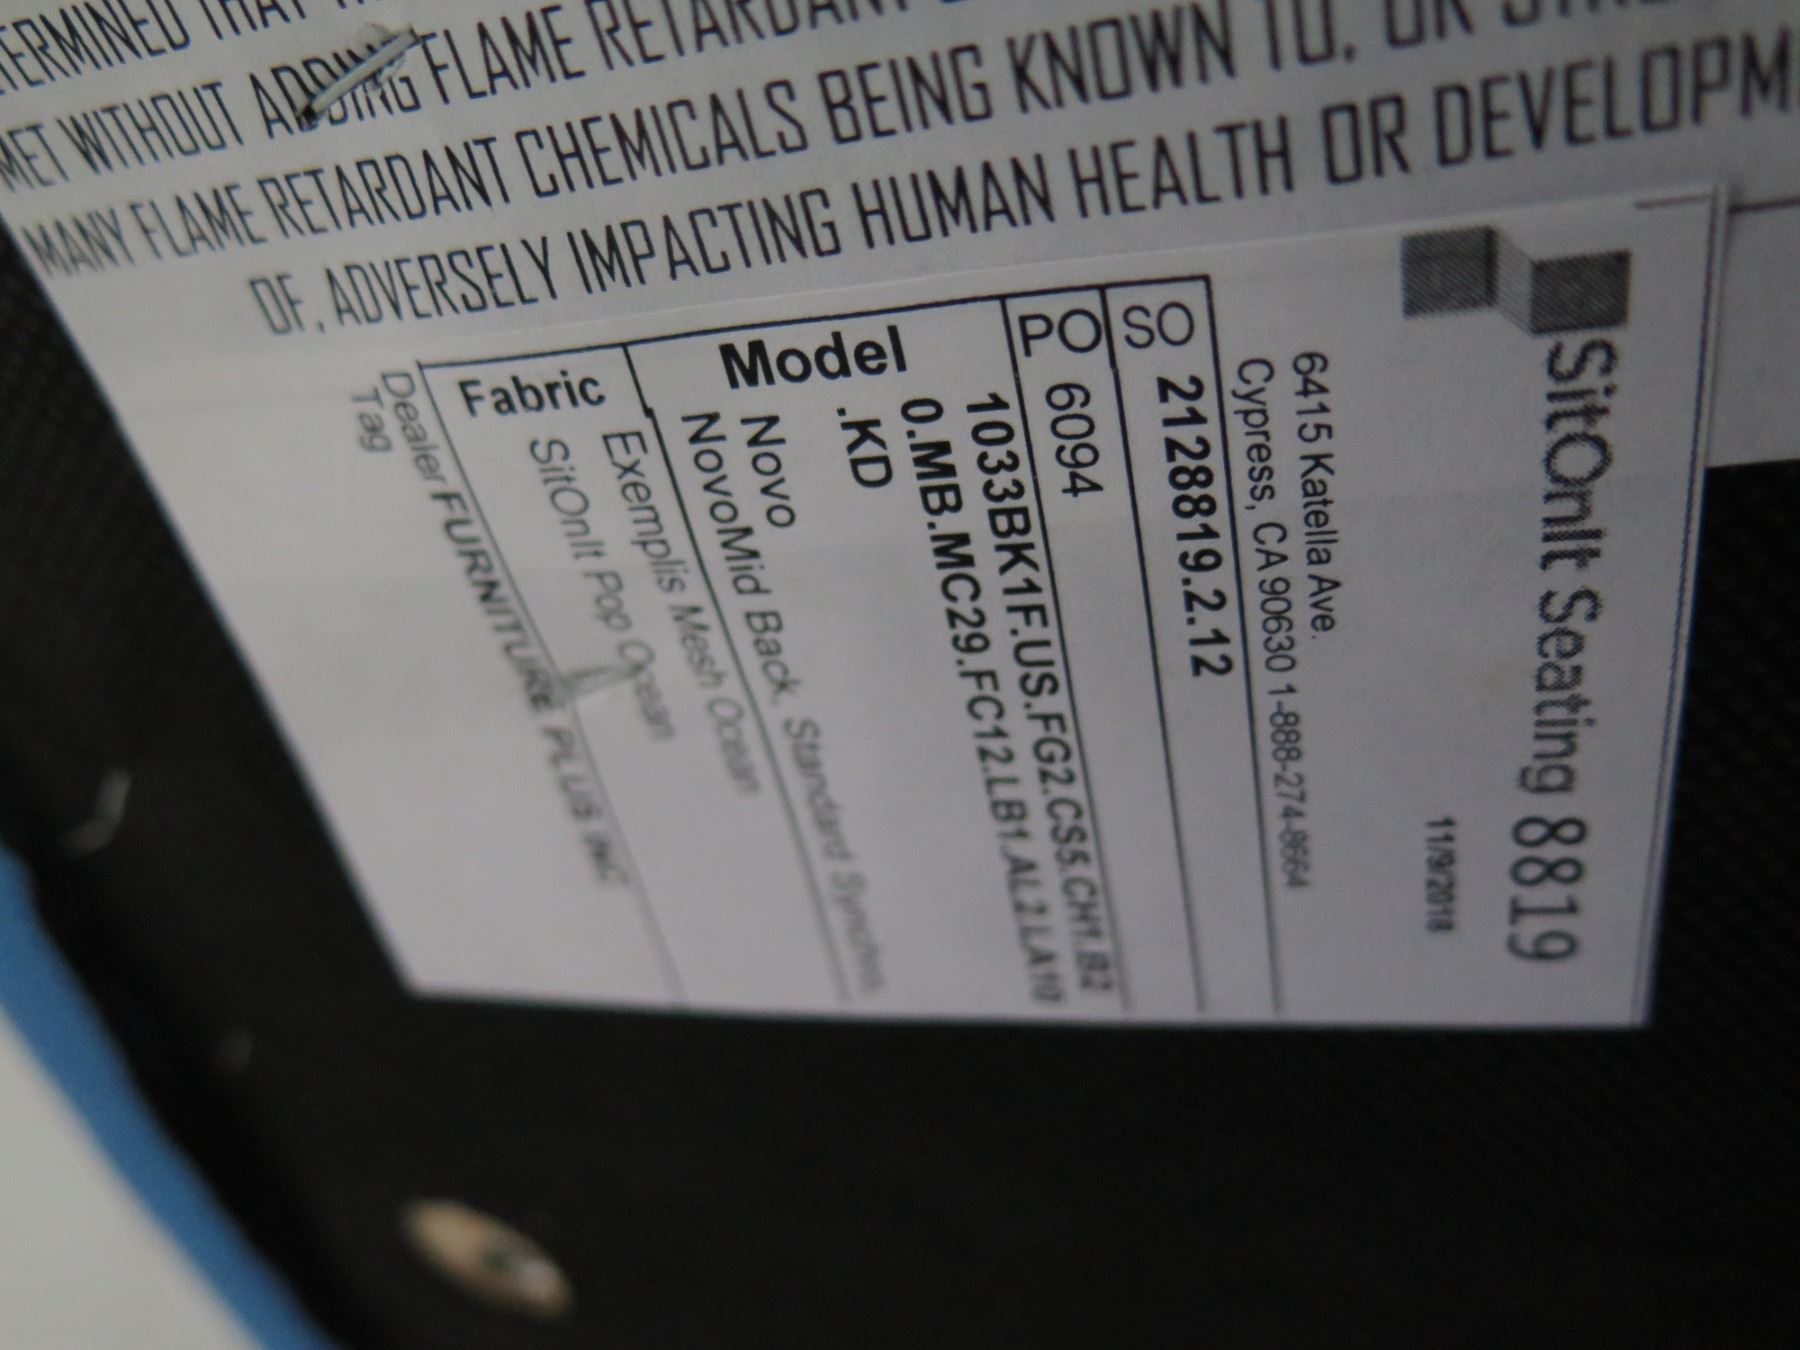 TERMINED THAT
MET WITHOUT ADDING FLAME RETARDANT
MANY FLAME RETARDANT CHEMICALS BEING KNOWN TO, OR
OF, ADVERSELY IMPACTING HUMAN HEALTH OR DEVELOPM
SitOnIt Seating 8819
11/9/2018
6415 Katella Ave.
Cypress, CA 90630 1-888-274-8664
SO 2128819.2.12
PO 6094
Model 1033BK1F.US.FG2.CS5.CH1.B2
0.MB.MC29.FC12.LB1.AL2.LA10
.KD
Novo
NovoMid Back, Standard Synchro,
Fabric Exemplis Mesh Ocean
SitOnIt Pop Ocean
Dealer FURNITURE PLUS INC
Tag